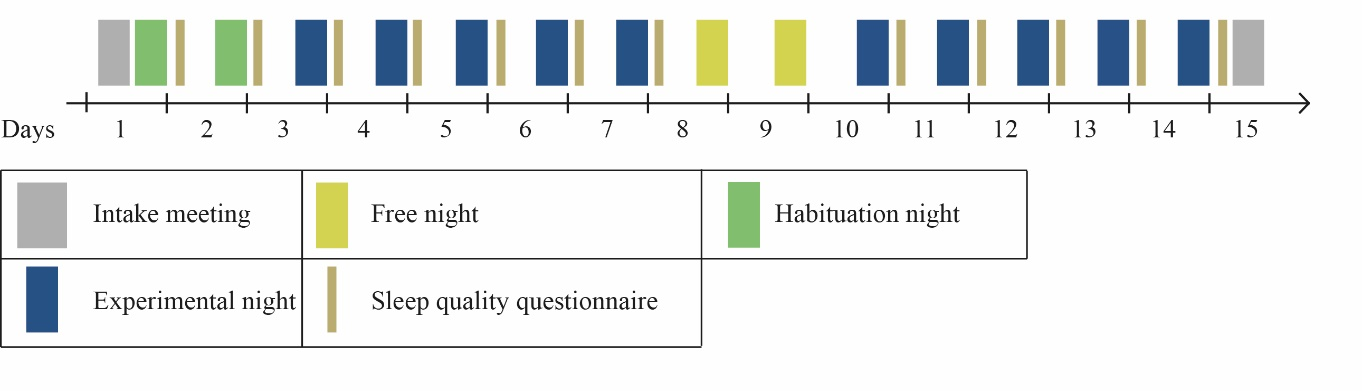 Days 1 2 3 4 5 6 7 8 9 10 11 12 13 14 15
Intake meeting Free night Habituation night
Experimental night Sleep quality questionnaire